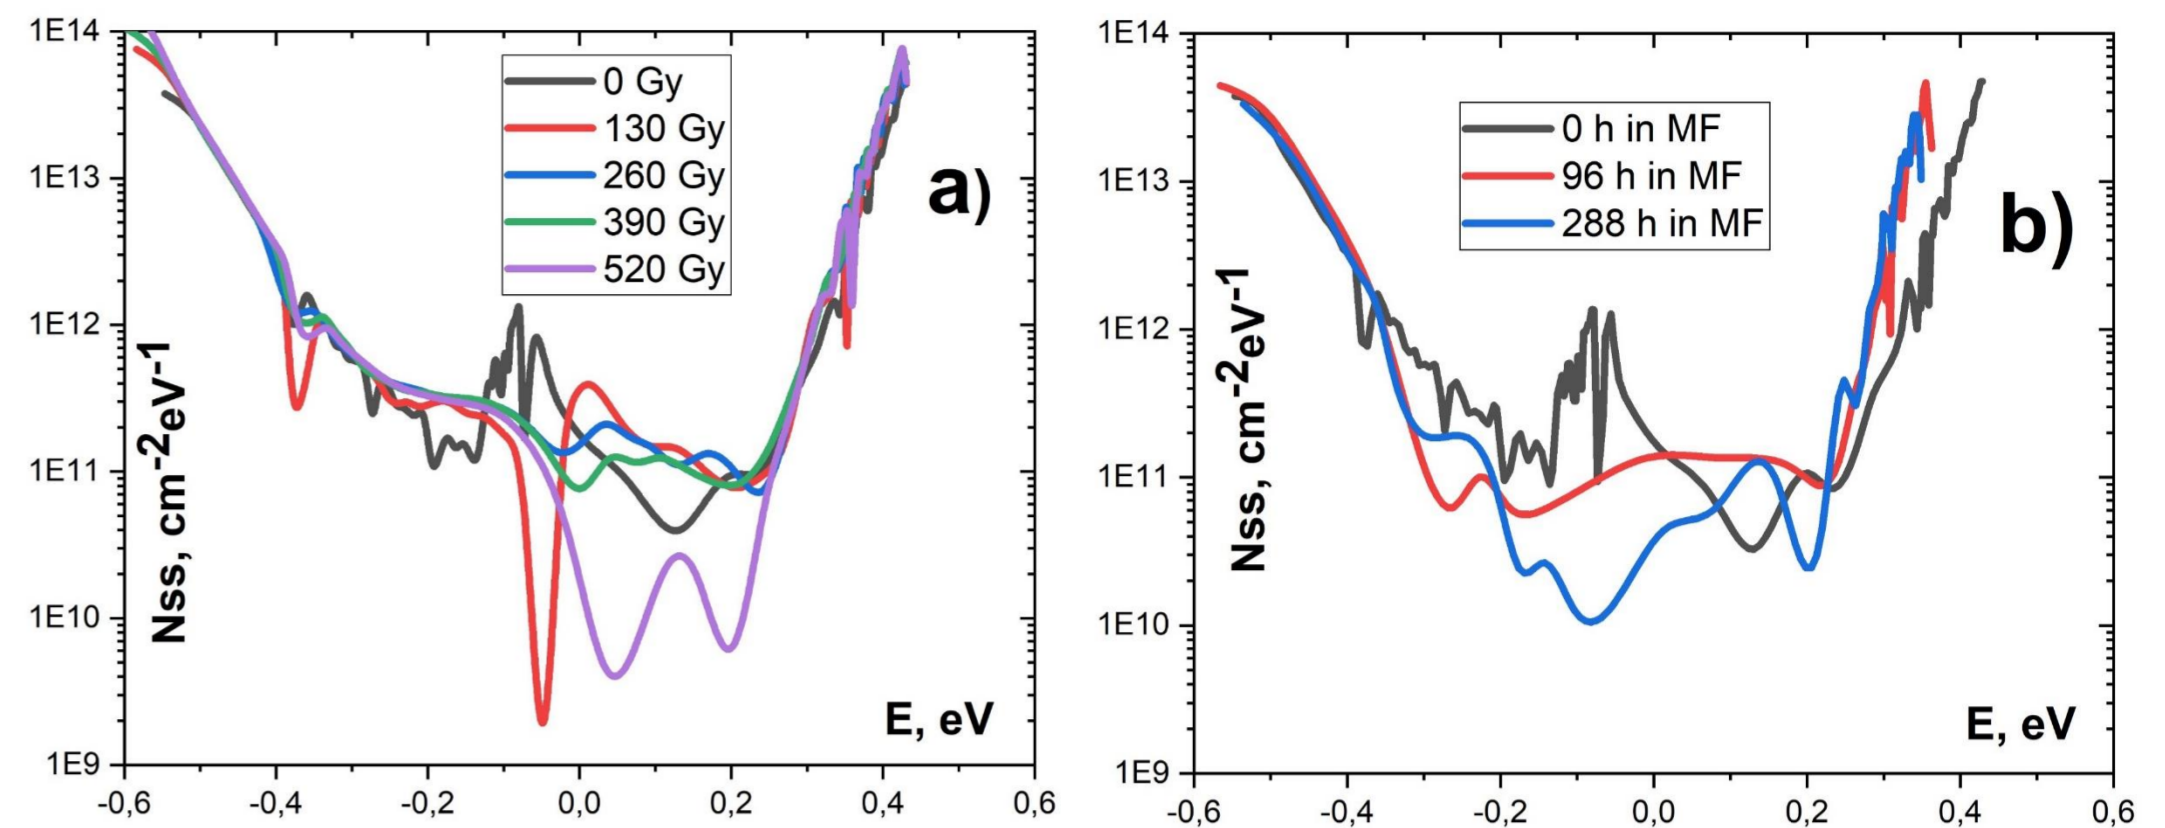 1E14
1E13
1E12
1E11
1E10
1E9
Nss, cm-2eV-1
0 Gy
130 Gy
260 Gy
390 Gy
520 Gy
a)
E, eV
-0,6 -0,4 -0,2 0,0 0,2 0,4 0,6
1E14
1E13
1E12
1E11
1E10
1E9
Nss, cm-2eV-1
0 h in MF
96 h in MF
288 h in MF
b)
E, eV
-0,6 -0,4 -0,2 0,0 0,2 0,4 0,6